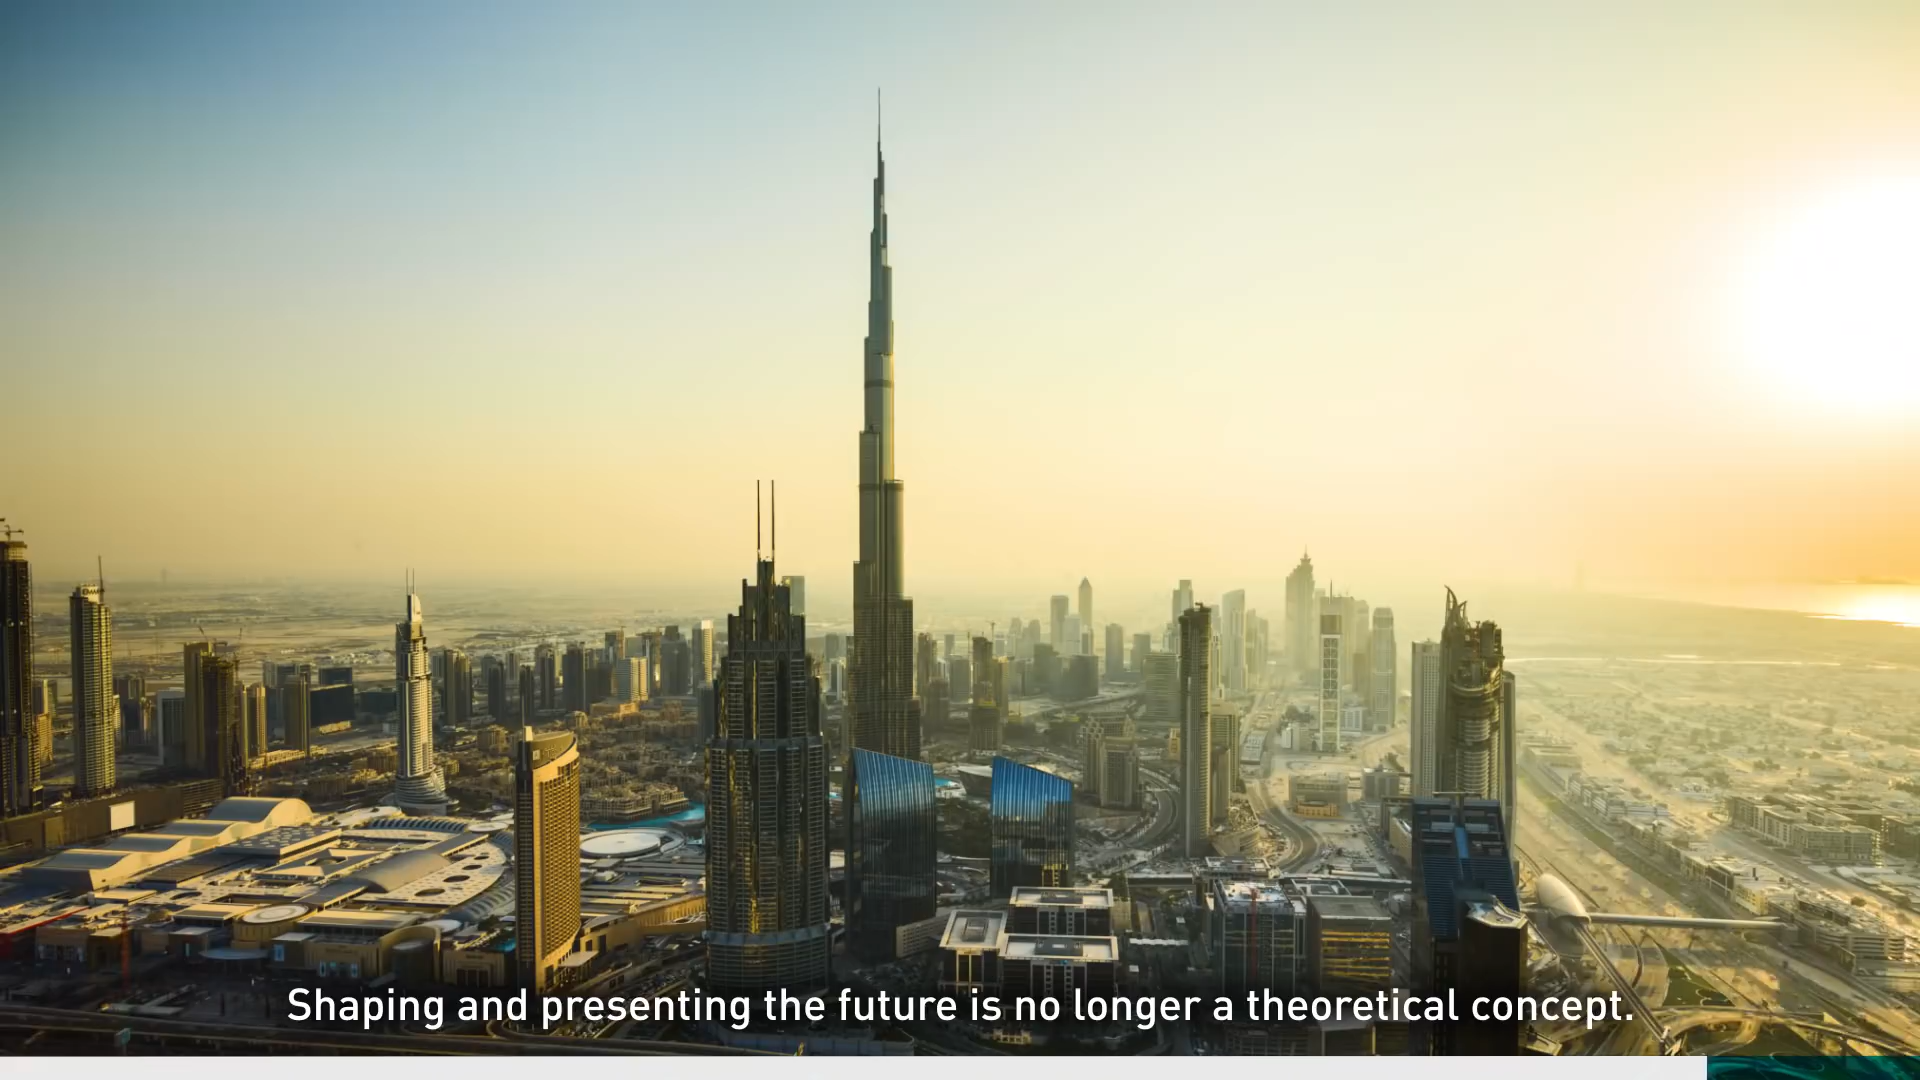 Shaping and presenting the future is no longer a theoretical concept.